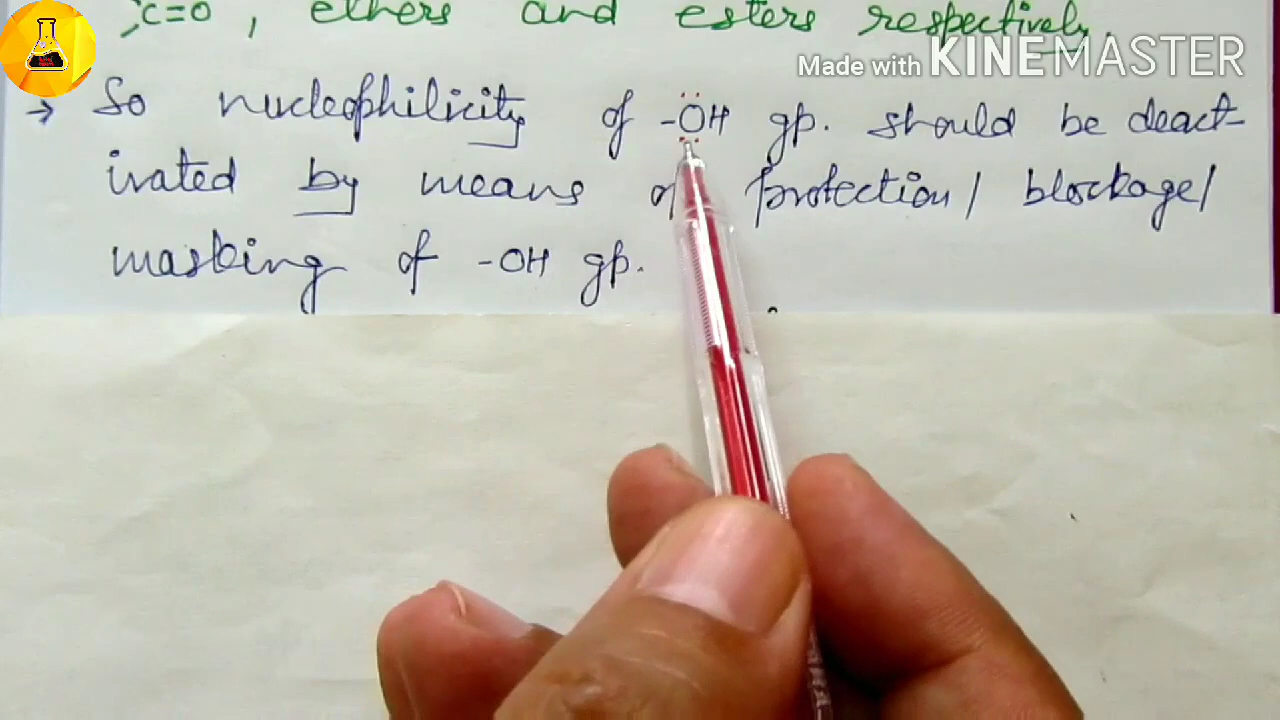 >C=O, ethers and esters respectively.
Made with KINEMASTER
→ So nucleophilicity of -OH gp. should be deact-
ivated by means of protection/ blockage/
masking of -OH gp.